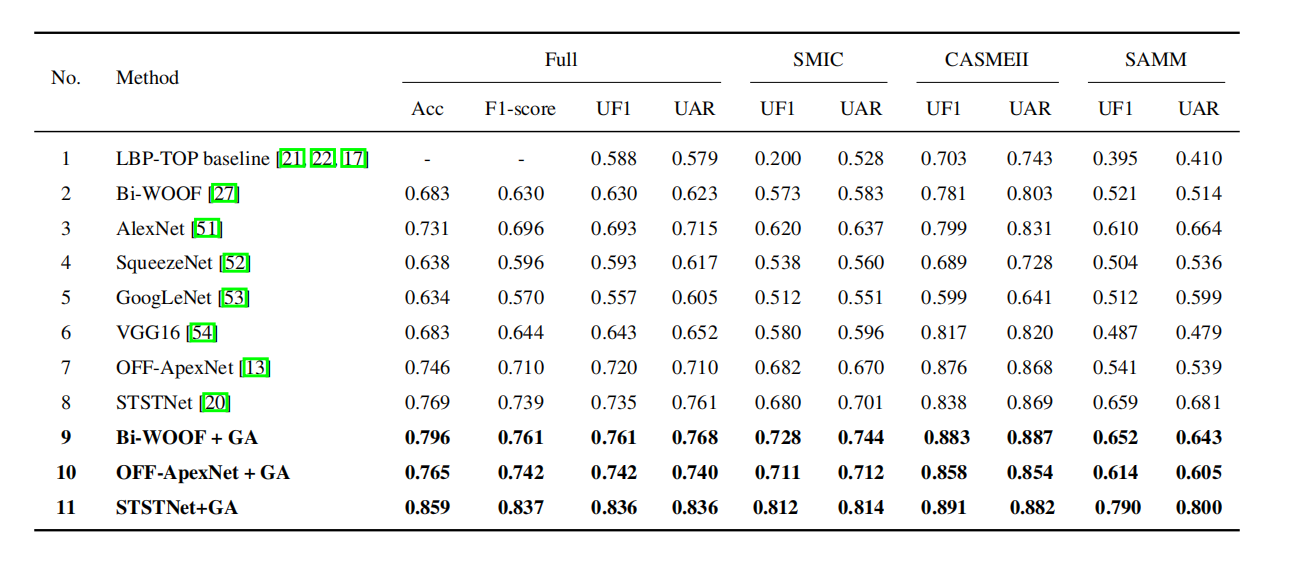 No. Method Full SMIC CASMEII SAMM
Acc F1-score UF1 UAR UF1 UAR UF1 UAR UF1 UAR
1 LBP-TOP baseline [21, 22, 17] - - 0.588 0.579 0.200 0.528 0.703 0.743 0.395 0.410
2 Bi-WOOF [27] 0.683 0.630 0.630 0.623 0.573 0.583 0.781 0.803 0.521 0.514
3 AlexNet [51] 0.731 0.696 0.693 0.715 0.620 0.637 0.799 0.831 0.610 0.664
4 SqueezeNet [52] 0.638 0.596 0.593 0.617 0.538 0.560 0.689 0.728 0.504 0.536
5 GoogLeNet [53] 0.634 0.570 0.557 0.605 0.512 0.551 0.599 0.641 0.512 0.599
6 VGG16 [54] 0.683 0.644 0.643 0.652 0.580 0.596 0.817 0.820 0.487 0.479
7 OFF-ApexNet [13] 0.746 0.710 0.720 0.710 0.682 0.670 0.876 0.868 0.541 0.539
8 STSTNet [20] 0.769 0.739 0.735 0.761 0.680 0.701 0.838 0.869 0.659 0.681
9 Bi-WOOF + GA 0.796 0.761 0.761 0.768 0.728 0.744 0.883 0.887 0.652 0.643
10 OFF-ApexNet + GA 0.765 0.742 0.742 0.740 0.711 0.712 0.858 0.854 0.614 0.605
11 STSTNet+GA 0.859 0.837 0.836 0.836 0.812 0.814 0.891 0.882 0.790 0.800